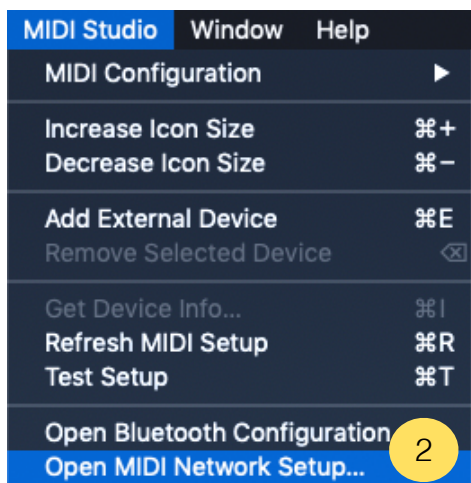 MIDI Studio Window Help
MIDI Configuration ▶
Increase Icon Size ⌘+
Decrease Icon Size ⌘−
Add External Device ⌘E
Remove Selected Device ⌫
Get Device Info... ⌘I
Refresh MIDI Setup ⌘R
Test Setup ⌘T
Open Bluetooth Configuration
2
Open MIDI Network Setup...